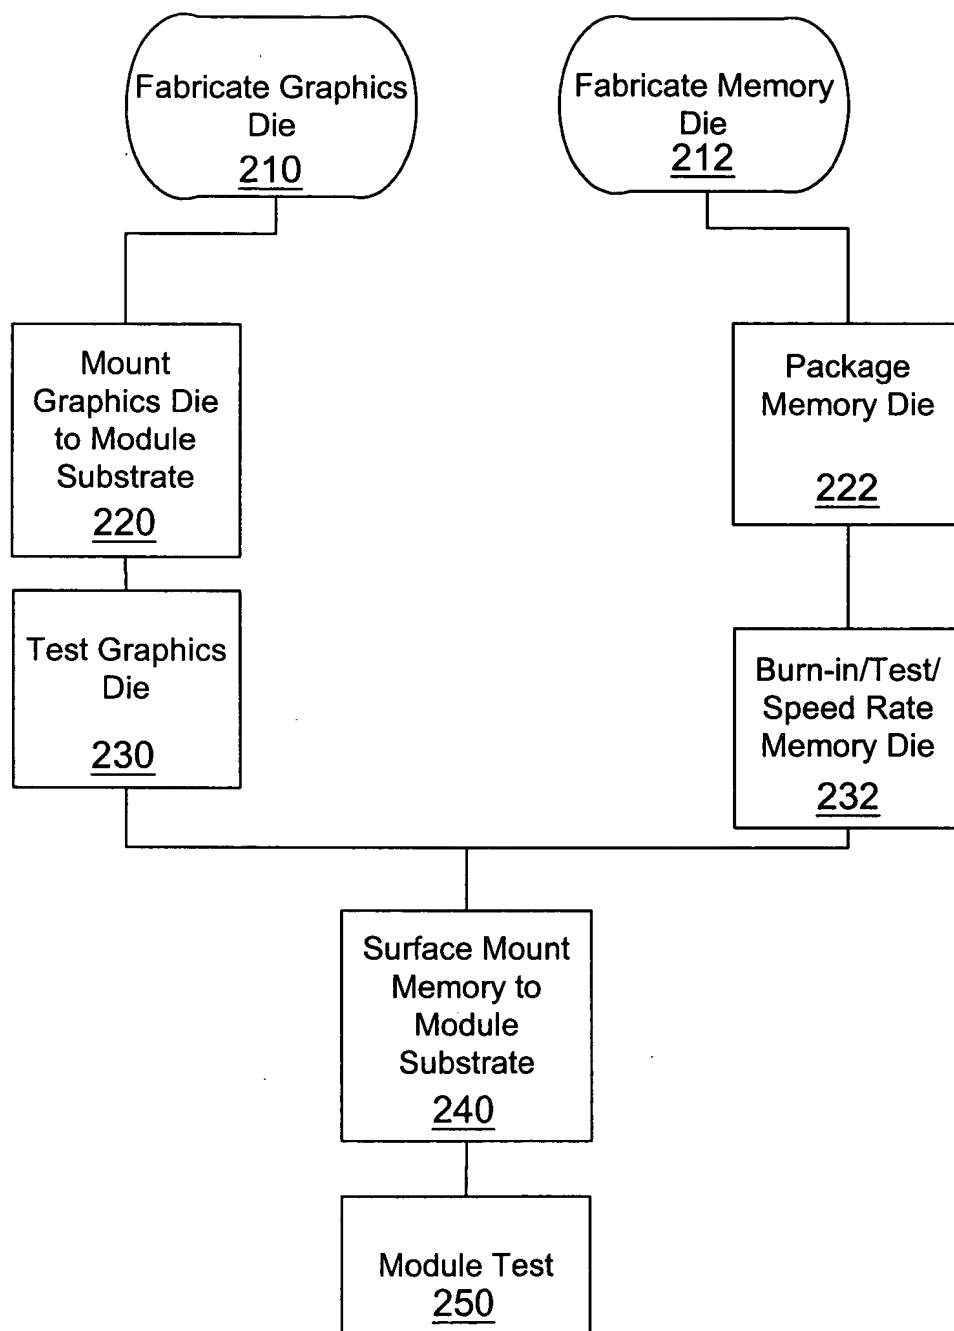 Fabricate Graphics
Die
210
Fabricate Memory
Die
212
Mount
Graphics Die
to Module
Substrate
220
Package
Memory Die
222
Test Graphics
Die
230
Burn-in/Test/
Speed Rate
Memory Die
232
Surface Mount
Memory to
Module
Substrate
240
Module Test
250